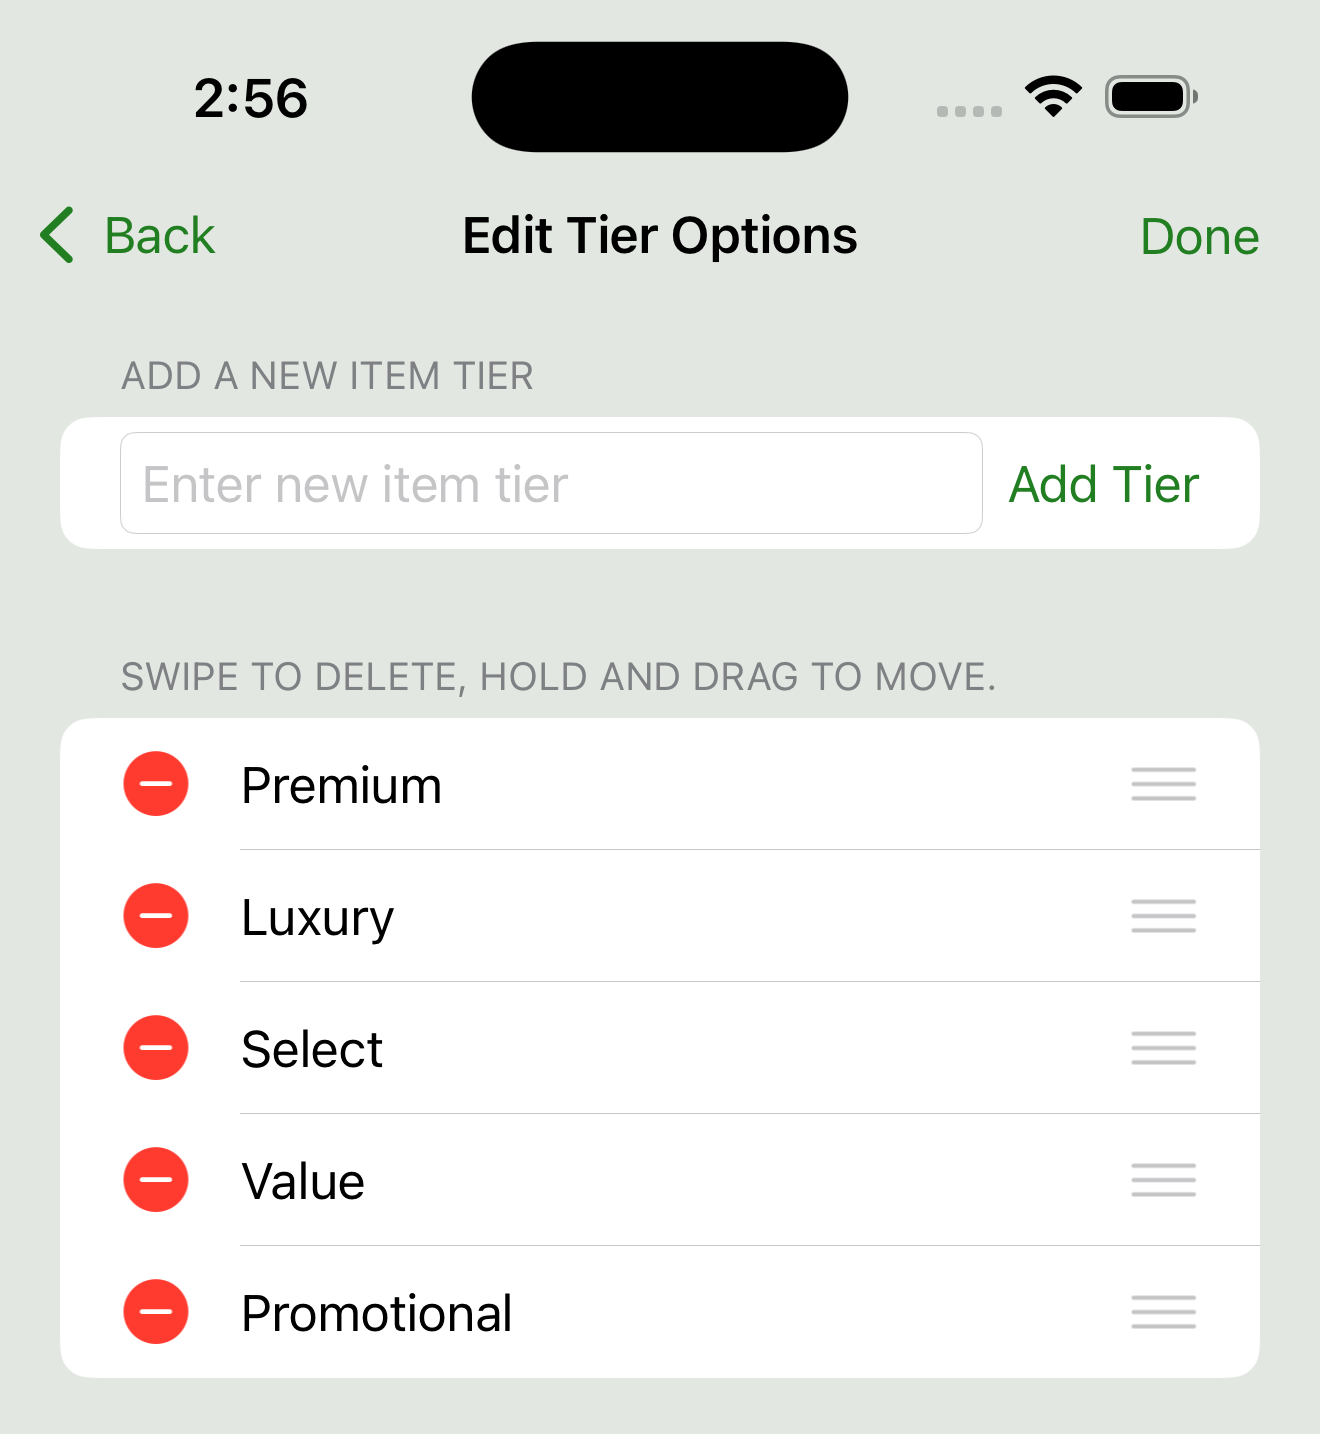 2:56
Back
Edit Tier Options
Done
ADD A NEW ITEM TIER
Enter new item tier
Add Tier
SWIPE TO DELETE, HOLD AND DRAG TO MOVE.
Premium
Luxury
Select
Value
Promotional